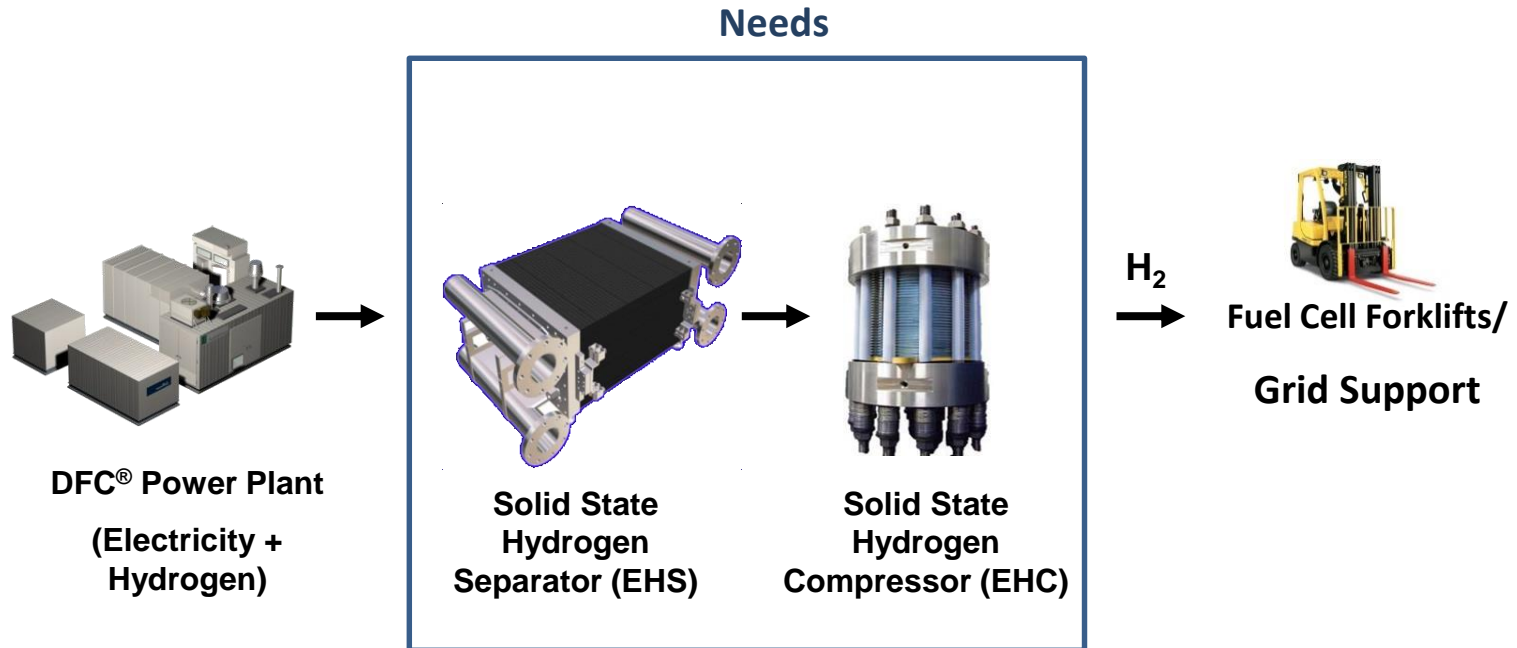 Needs
H₂
Fuel Cell Forklifts/
Grid Support
DFC® Power Plant
(Electricity +
Hydrogen)
Solid State
Hydrogen
Separator (EHS)
Solid State
Hydrogen
Compressor (EHC)